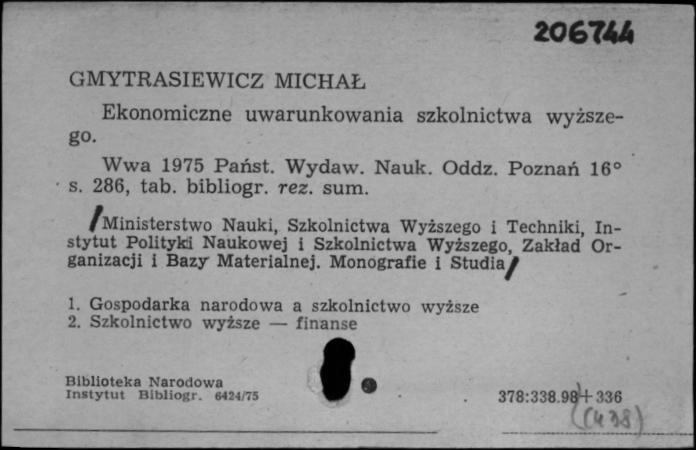 206744
GMYTRASIEWICZ MICHAŁ
Ekonomiczne uwarunkowania szkolnictwa wyższe-
go.
Wwa 1975 Państ. Wydaw. Nauk. Oddz. Poznań 16°
s. 286, tab. bibliogr. rez. sum.
/Ministerstwo Nauki, Szkolnictwa Wyższego i Techniki, In-
stytut Polityki Naukowej i Szkolnictwa Wyższego, Zakład Or-
ganizacji i Bazy Materialnej. Monografie i Studia/
1. Gospodarka narodowa a szkolnictwo wyższe
2. Szkolnictwo wyższe — finanse
Biblioteka Narodowa
Instytut Bibliogr. 6424/75
378:338.98+336
(438)